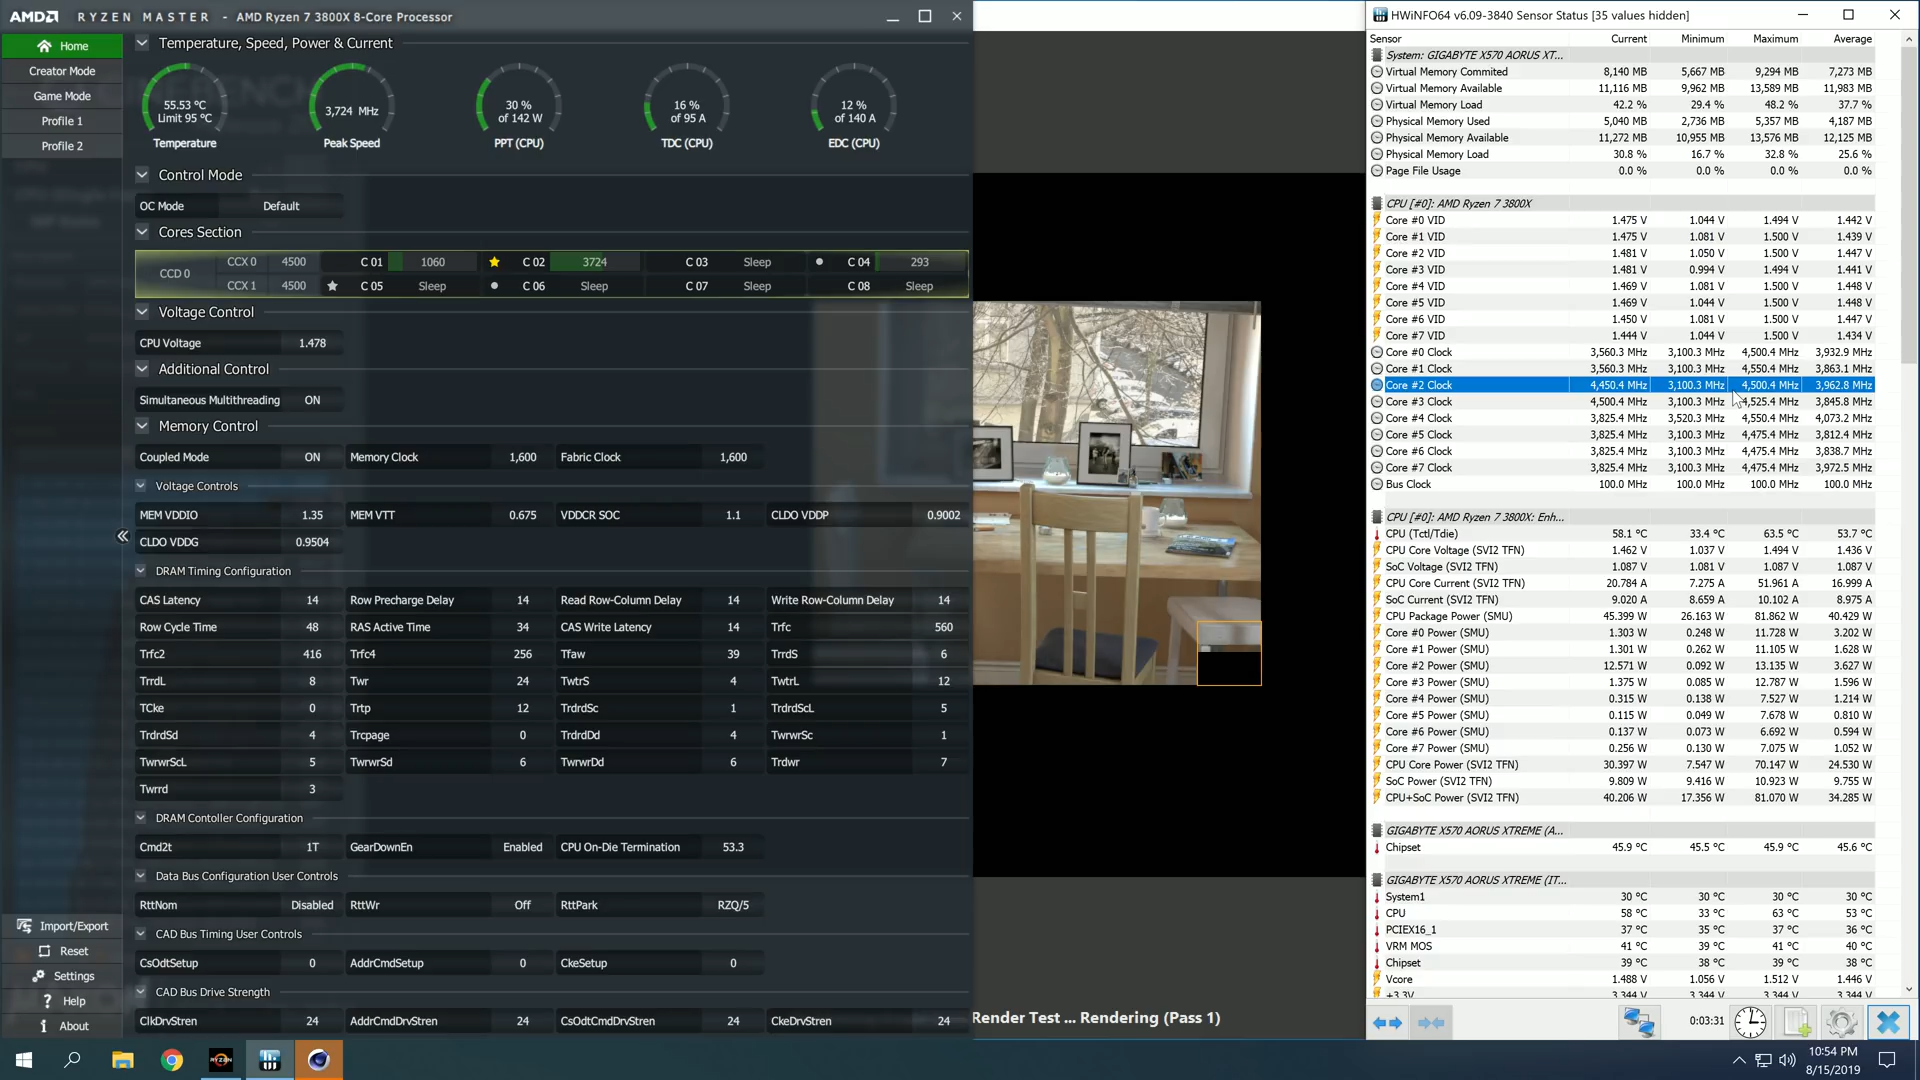 AMD RYZEN MASTER - AMD Ryzen 7 3800X 8-Core Processor
Home
Creator Mode
Game Mode
Profile 1
Profile 2
Import/Export
Reset
Settings
? Help
i About
Temperature, Speed, Power & Current
55.53 °C
Limit 95 °C
Temperature
3,724 MHz
Peak Speed
30 %
of 142 W
PPT (CPU)
16 %
of 95 A
TDC (CPU)
12 %
of 140 A
EDC (CPU)
Control Mode
OC Mode Default
Cores Section
CCD 0
CCX 0 4500 C 01 1060 C 02 3724 C 03 Sleep C 04 293
CCX 1 4500 C 05 Sleep C 06 Sleep C 07 Sleep C 08 Sleep
Voltage Control
CPU Voltage 1.478
Additional Control
Simultaneous Multithreading ON
Memory Control
Coupled Mode ON Memory Clock 1,600 Fabric Clock 1,600
Voltage Controls
MEM VDDIO 1.35 MEM VTT 0.675 VDDCR SOC 1.1 CLDO VDDP 0.9002
CLDO VDDG 0.9504
DRAM Timing Configuration
CAS Latency 14 Row Precharge Delay 14 Read Row-Column Delay 14 Write Row-Column Delay 14
Row Cycle Time 48 RAS Active Time 34 CAS Write Latency 14 Trfc 560
Trfc2 416 Trfc4 256 Tfaw 39 TrrdS 6
TrrdL 8 Twr 24 TwtrS 4 TwtrL 12
TCke 0 Trtp 12 TrdrdSc 1 TrdrdScL 5
TrdrdSd 4 Trcpage 0 TrdrdDd 4 TwrwrSc 1
TwrwrScL 5 TwrwrSd 6 TwrwrDd 6 Trdwr 7
Twrrd 3
DRAM Contoller Configuration
Cmd2t 1T GearDownEn Enabled CPU On-Die Termination 53.3
Data Bus Configuration User Controls
RttNom Disabled RttWr Off RttPark RZQ/5
CAD Bus Timing User Controls
CsOdtSetup 0 AddrCmdSetup 0 CkeSetup 0
CAD Bus Drive Strength
ClkDrvStren 24 AddrCmdDrvStren 24 CsOdtCmdDrvStren 24 CkeDrvStren 24
Render Test ... Rendering (Pass 1)
HWiNFO64 v6.09-3840 Sensor Status [35 values hidden]
Sensor Current Minimum Maximum Average
System: GIGABYTE X570 AORUS XT...
Virtual Memory Commited 8,140 MB 5,667 MB 9,294 MB 7,273 MB
Virtual Memory Available 11,116 MB 9,962 MB 13,589 MB 11,983 MB
Virtual Memory Load 42.2 % 29.4 % 48.2 % 37.7 %
Physical Memory Used 5,040 MB 2,736 MB 5,357 MB 4,187 MB
Physical Memory Available 11,272 MB 10,955 MB 13,576 MB 12,125 MB
Physical Memory Load 30.8 % 16.7 % 32.8 % 25.6 %
Page File Usage 0.0 % 0.0 % 0.0 % 0.0 %
CPU [#0]: AMD Ryzen 7 3800X
Core #0 VID 1.475 V 1.044 V 1.494 V 1.442 V
Core #1 VID 1.475 V 1.081 V 1.500 V 1.439 V
Core #2 VID 1.481 V 1.050 V 1.500 V 1.447 V
Core #3 VID 1.481 V 0.994 V 1.494 V 1.441 V
Core #4 VID 1.469 V 1.081 V 1.500 V 1.448 V
Core #5 VID 1.469 V 1.044 V 1.500 V 1.448 V
Core #6 VID 1.450 V 1.081 V 1.500 V 1.447 V
Core #7 VID 1.444 V 1.044 V 1.500 V 1.434 V
Core #0 Clock 3,560.3 MHz 3,100.3 MHz 4,500.4 MHz 3,932.9 MHz
Core #1 Clock 3,560.3 MHz 3,100.3 MHz 4,550.4 MHz 3,863.1 MHz
Core #2 Clock 4,450.4 MHz 3,100.3 MHz 4,500.4 MHz 3,962.8 MHz
Core #3 Clock 4,500.4 MHz 3,100.3 MHz 4,525.4 MHz 3,845.8 MHz
Core #4 Clock 3,825.4 MHz 3,520.3 MHz 4,550.4 MHz 4,073.2 MHz
Core #5 Clock 3,825.4 MHz 3,100.3 MHz 4,475.4 MHz 3,812.4 MHz
Core #6 Clock 3,825.4 MHz 3,100.3 MHz 4,475.4 MHz 3,838.7 MHz
Core #7 Clock 3,825.4 MHz 3,100.3 MHz 4,475.4 MHz 3,972.5 MHz
Bus Clock 100.0 MHz 100.0 MHz 100.0 MHz 100.0 MHz
CPU [#0]: AMD Ryzen 7 3800X: Enh...
CPU (Tctl/Tdie) 58.1 °C 33.4 °C 63.5 °C 53.7 °C
CPU Core Voltage (SVI2 TFN) 1.462 V 1.037 V 1.494 V 1.436 V
SoC Voltage (SVI2 TFN) 1.087 V 1.081 V 1.087 V 1.087 V
CPU Core Current (SVI2 TFN) 20.784 A 7.275 A 51.961 A 16.999 A
SoC Current (SVI2 TFN) 9.020 A 8.659 A 10.102 A 8.975 A
CPU Package Power (SMU) 45.399 W 26.163 W 81.862 W 40.429 W
Core #0 Power (SMU) 1.303 W 0.248 W 11.728 W 3.202 W
Core #1 Power (SMU) 1.301 W 0.262 W 11.105 W 1.628 W
Core #2 Power (SMU) 12.571 W 0.092 W 13.135 W 3.627 W
Core #3 Power (SMU) 1.375 W 0.085 W 12.787 W 1.596 W
Core #4 Power (SMU) 0.315 W 0.138 W 7.527 W 1.214 W
Core #5 Power (SMU) 0.115 W 0.049 W 7.678 W 0.810 W
Core #6 Power (SMU) 0.137 W 0.073 W 6.692 W 0.594 W
Core #7 Power (SMU) 0.256 W 0.130 W 7.075 W 1.052 W
CPU Core Power (SVI2 TFN) 30.397 W 7.547 W 70.147 W 24.530 W
SoC Power (SVI2 TFN) 9.809 W 9.416 W 10.923 W 9.755 W
CPU+SoC Power (SVI2 TFN) 40.206 W 17.356 W 81.070 W 34.285 W
GIGABYTE X570 AORUS XTREME (A...
Chipset 45.9 °C 45.5 °C 45.9 °C 45.6 °C
GIGABYTE X570 AORUS XTREME (IT...
System1 30 °C 30 °C 30 °C 30 °C
CPU 58 °C 33 °C 63 °C 53 °C
PCIEX16_1 37 °C 35 °C 37 °C 36 °C
VRM MOS 41 °C 39 °C 41 °C 40 °C
Chipset 39 °C 38 °C 39 °C 38 °C
Vcore 1.488 V 1.056 V 1.512 V 1.446 V
+3.3V 3.344 V 3.344 V 3.344 V 3.344 V
0:03:31
RYZEN
10:54 PM
8/15/2019